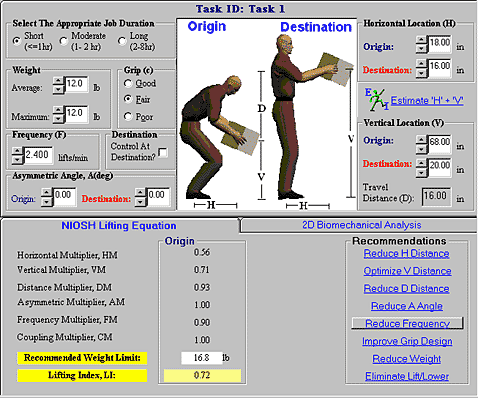 Task ID: Task 1
Select The Appropriate Job Duration
Short (<=1hr)
Moderate (1- 2 hr)
Long (2-8hr)
Weight
Average: 12.0 lb
Maximum: 12.0 lb
Grip (c)
Good
Fair
Poor
Frequency (F)
2.400 lifts/min
Destination
Control At Destination?
Asymmetric Angle, A(deg)
Origin: 0.00 Destination: 0.00
Origin
Destination
D
V
H
V
H
Horizontal Location (H)
Origin: 18.00 in
Destination: 16.00 in
E
I
Estimate 'H' + 'V'
Vertical Location (V)
Origin: 68.00 in
Destination: 20.00 in
Travel Distance (D): 16.00 in
NIOSH Lifting Equation
2D Biomechanical Analysis
Origin
Horizontal Multiplier, HM 0.56
Vertical Multiplier, VM 0.71
Distance Multiplier, DM 0.93
Asymmetric Multiplier, AM 1.00
Frequency Multiplier, FM 0.90
Coupling Multiplier, CM 1.00
Recommended Weight Limit: 16.8 lb
Lifting Index, LI: 0.72
Recommendations
Reduce H Distance
Optimize V Distance
Reduce D Distance
Reduce A Angle
Reduce Frequency
Improve Grip Design
Reduce Weight
Eliminate Lift/Lower